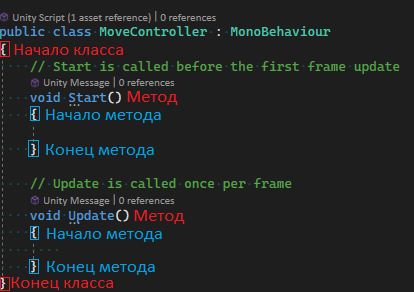 Unity Script (1 asset reference) | 0 references
public class MoveController : MonoBehaviour
{ Начало класса
// Start is called before the first frame update
Unity Message | 0 references
void Start() Метод
{ Начало метода
} Конец метода
// Update is called once per frame
Unity Message | 0 references
void Update() Метод
{ Начало метода
} Конец метода
} Конец класса